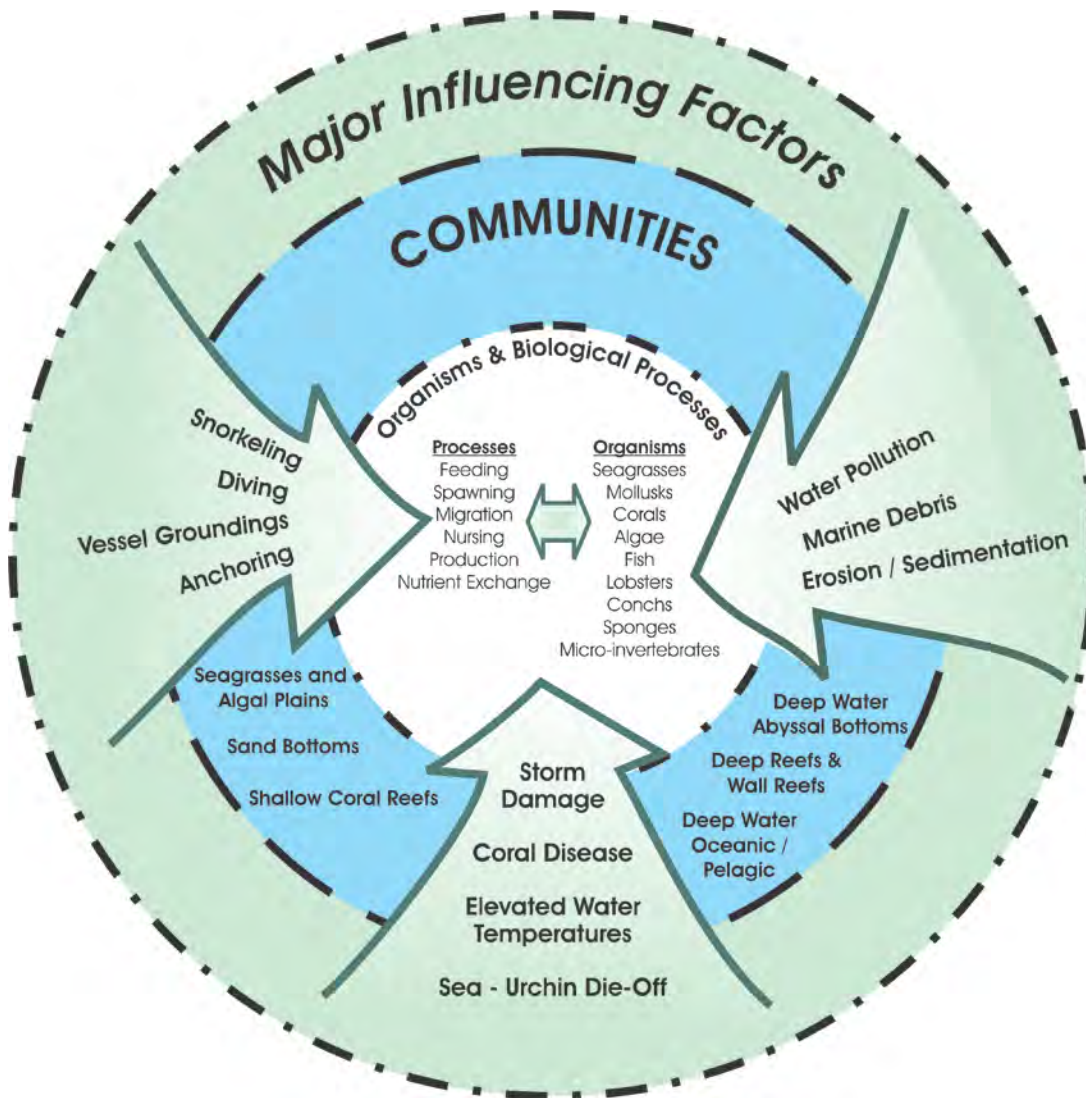 Major Influencing Factors
COMMUNITIES
Organisms & Biological Processes
Snorkeling
Diving
Vessel Groundings
Anchoring
Processes
Feeding
Spawning
Migration
Nursing
Production
Nutrient Exchange
Organisms
Seagrasses
Mollusks
Corals
Algae
Fish
Lobsters
Conchs
Sponges
Micro-invertebrates
Water Pollution
Marine Debris
Erosion / Sedimentation
Seagrasses and
Algal Plains
Sand Bottoms
Shallow Coral Reefs
Storm
Damage
Coral Disease
Elevated Water
Temperatures
Sea - Urchin Die-Off
Deep Water
Abyssal Bottoms
Deep Reefs &
Wall Reefs
Deep Water
Oceanic /
Pelagic